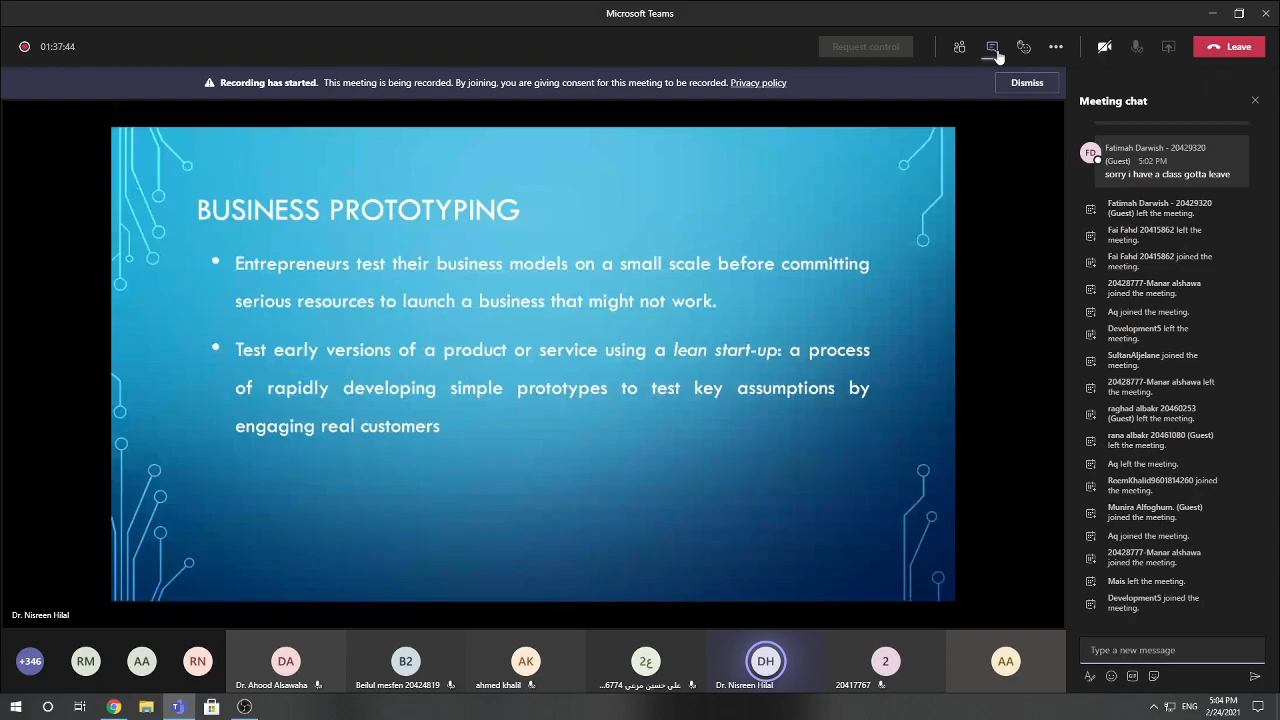 Microsoft Teams
01:37:44
Request control
Leave
Recording has started. This meeting is being recorded. By joining, you are giving consent for this meeting to be recorded. Privacy policy
Dismiss
BUSINESS PROTOTYPING
• Entrepreneurs test their business models on a small scale before committing
serious resources to launch a business that might not work.
• Test early versions of a product or service using a lean start-up: a process
of rapidly developing simple prototypes to test key assumptions by
engaging real customers
Dr. Nisreen Hilal
Meeting chat
FD
Fatimah Darwish - 20429320
(Guest) 5:02 PM
sorry i have a class gotta leave
Fatimah Darwish - 20429320
(Guest) left the meeting.
Fai Fahd 20415862 left the
meeting.
Fai Fahd 20415862 joined the
meeting.
20428777-Manar alshawa
joined the meeting.
Aq joined the meeting.
Development5 left the
meeting.
SultanAljelane joined the
meeting.
20428777-Manar alshawa left
the meeting.
raghad albakr 20460253
(Guest) left the meeting.
rana albakr 20461080 (Guest)
left the meeting.
Aq left the meeting.
ReemKhalid9601814260 joined
the meeting.
Munira Alfoghum. (Guest)
joined the meeting.
Aq joined the meeting.
20428777-Manar alshawa
joined the meeting.
Mais left the meeting.
Development5 joined the
meeting.
Type a new message
GIF
+346
RM
AA
RN
DA
Dr. Ahood Alsawaha
B2
Beilul mesfen 20424819
AK
ahmed khalil
ع2
علي حسين مرعي 6774...
DH
Dr. Nisreen Hilal
2
20417767
AA
ENG
5:04 PM
2/24/2021